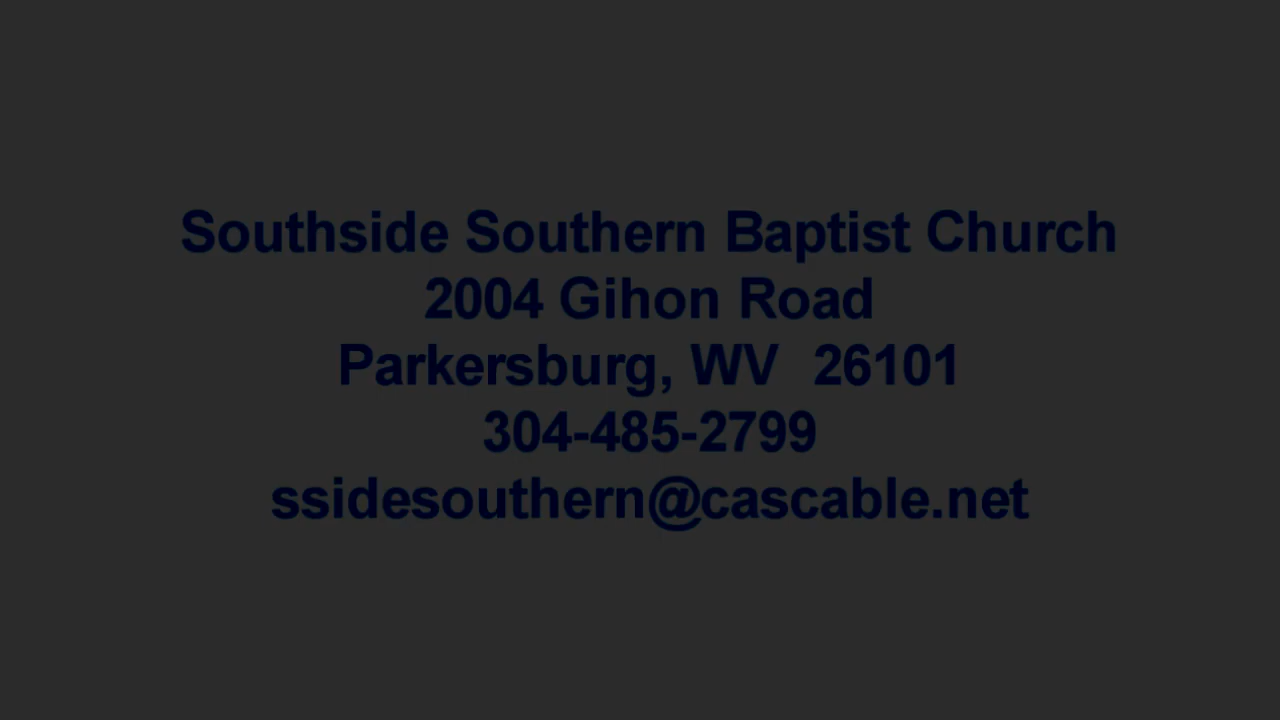 Southside Southern Baptist Church
2004 Gihon Road
Parkersburg, WV  26101
304-485-2799
ssidesouthern@cascable.net